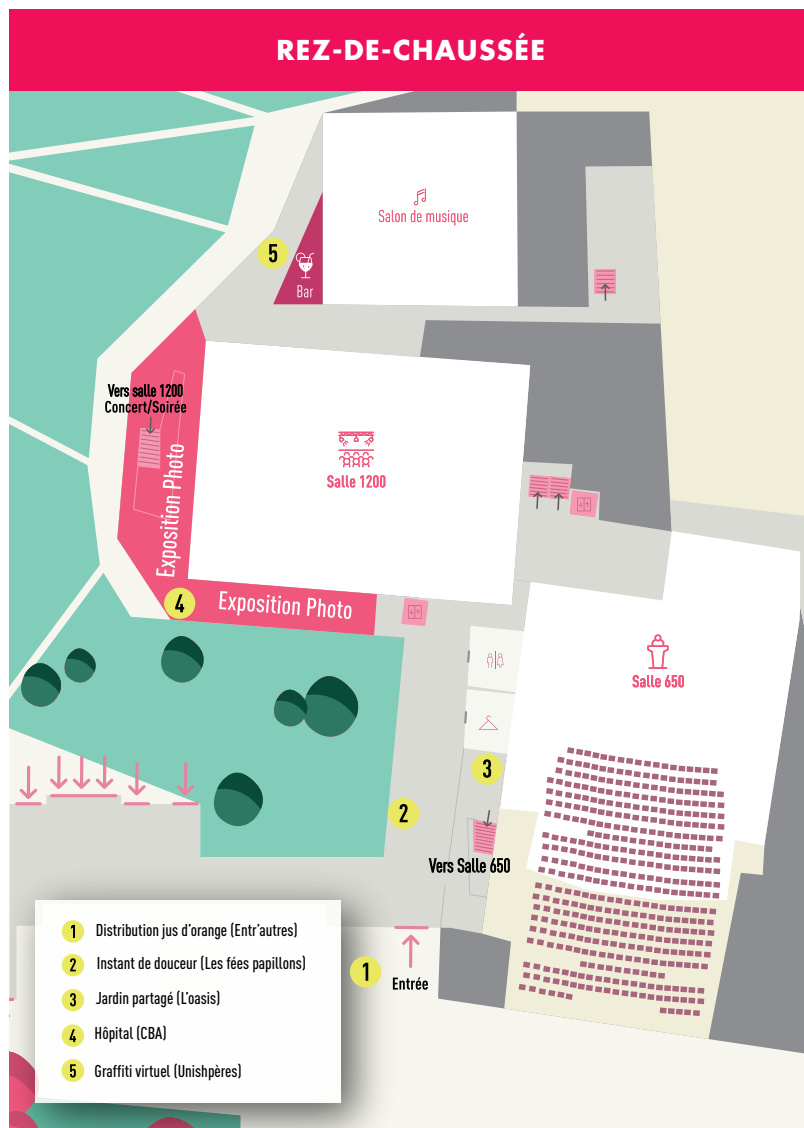 REZ-DE-CHAUSSÉE
Salon de musique
5
Bar
Vers salle 1200
Concert/Soirée
Exposition Photo
Salle 1200
4
Exposition Photo
Salle 650
3
2
Vers Salle 650
1
Entrée
1 Distribution jus d'orange (Entr'autres)
2 Instant de douceur (Les fées papillons)
3 Jardin partagé (L'oasis)
4 Hôpital (CBA)
5 Graffiti virtuel (Unishpères)